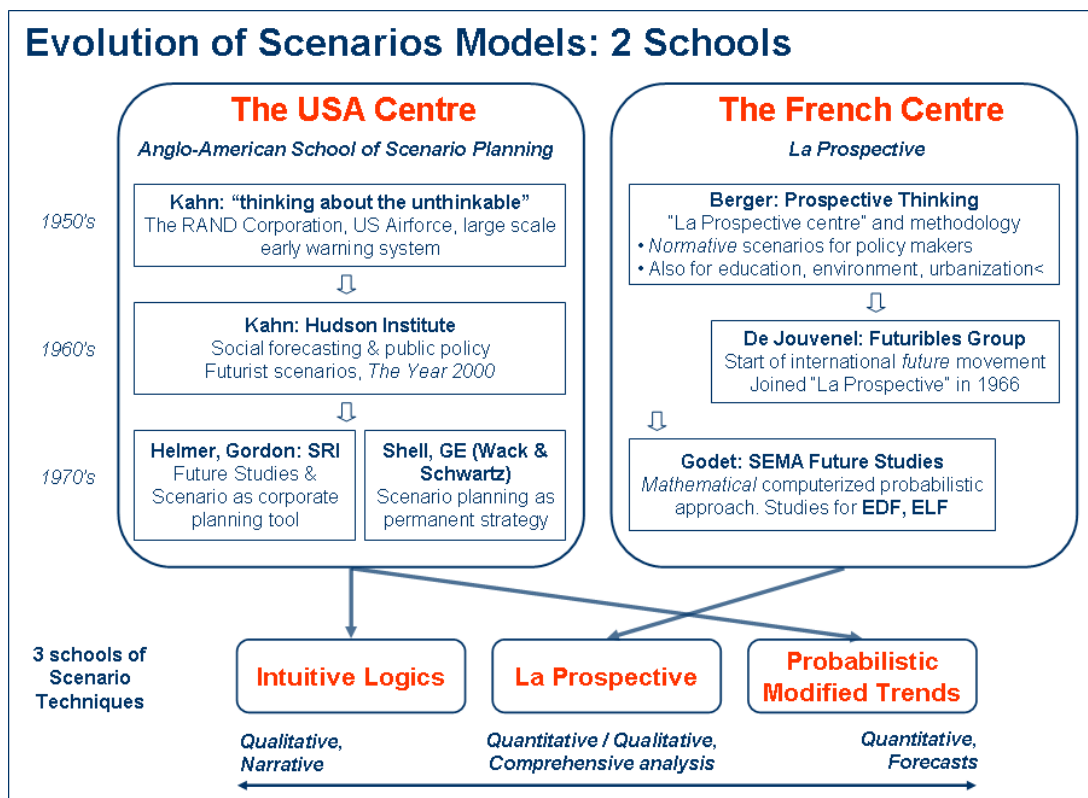 Evolution of Scenarios Models: 2 Schools
The USA Centre
Anglo-American School of Scenario Planning
The French Centre
La Prospective
1950's
Kahn: “thinking about the unthinkable”
The RAND Corporation, US Airforce, large scale
early warning system
Berger: Prospective Thinking
“La Prospective centre” and methodology
• Normative scenarios for policy makers
• Also for education, environment, urbanization<
1960's
Kahn: Hudson Institute
Social forecasting & public policy
Futurist scenarios, The Year 2000
De Jouvenel: Futuribles Group
Start of international future movement
Joined “La Prospective” in 1966
1970's
Helmer, Gordon: SRI
Future Studies &
Scenario as corporate
planning tool
Shell, GE (Wack &
Schwartz)
Scenario planning as
permanent strategy
Godet: SEMA Future Studies
Mathematical computerized probabilistic
approach. Studies for EDF, ELF
3 schools of
Scenario
Techniques
Intuitive Logics
La Prospective
Probabilistic
Modified Trends
Qualitative,
Narrative
Quantitative / Qualitative,
Comprehensive analysis
Quantitative,
Forecasts